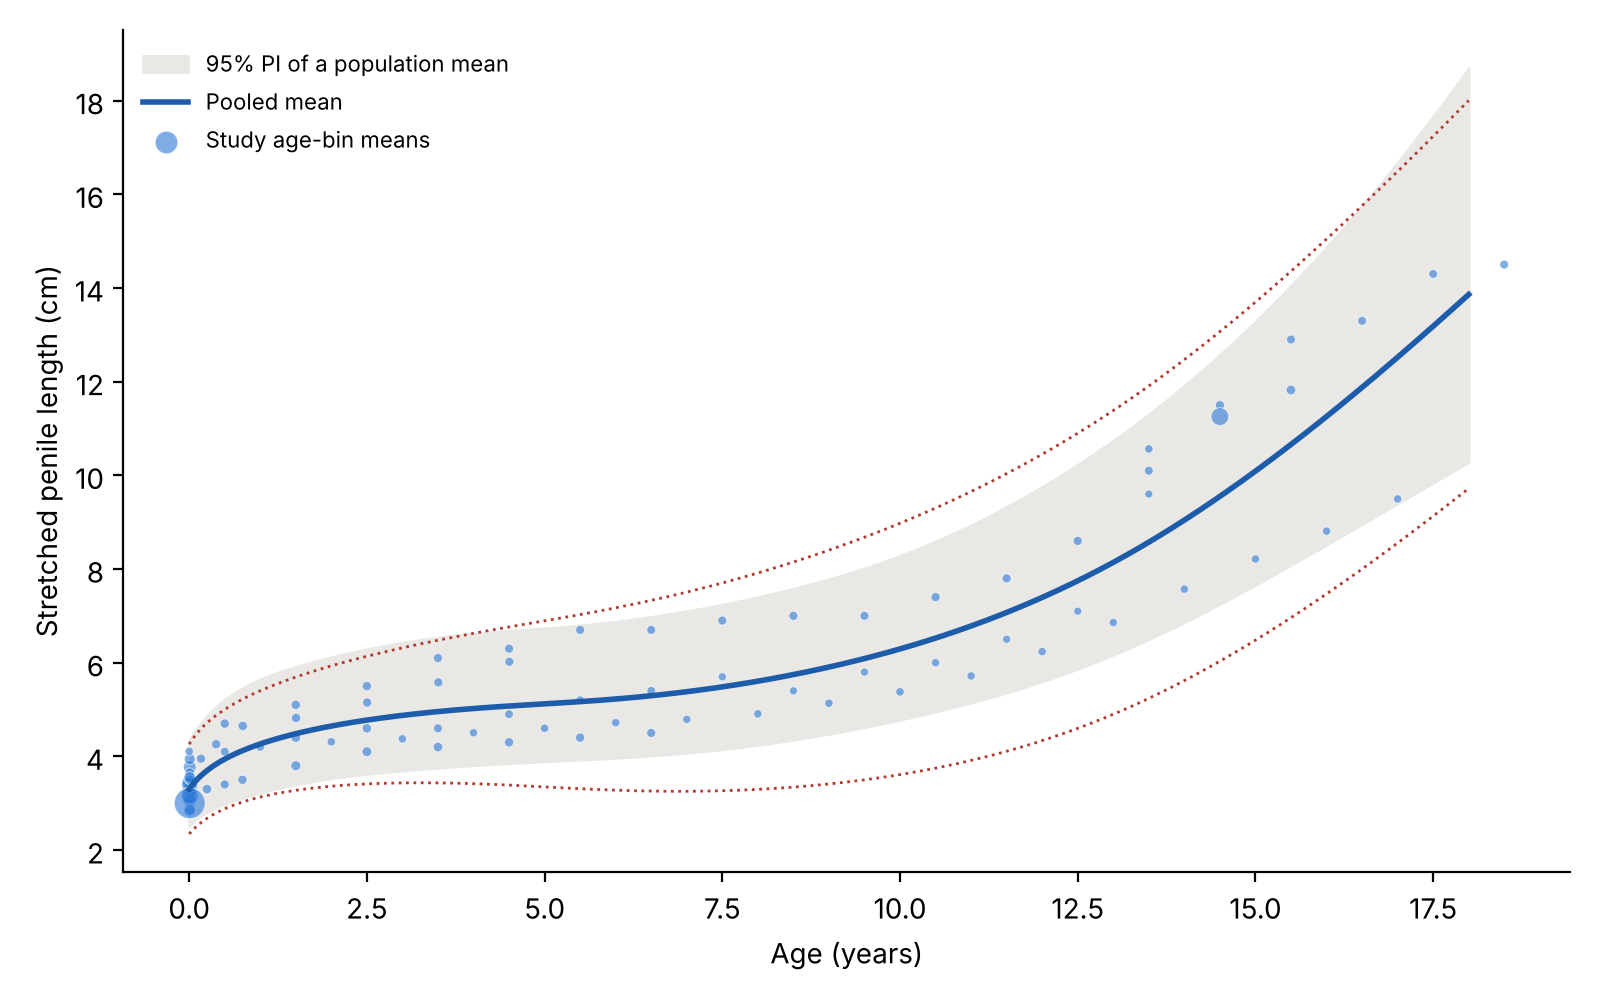 95% PI of a population mean
Pooled mean
Study age-bin means
Stretched penile length (cm)
18
16
14
12
10
8
6
4
2
0.0 2.5 5.0 7.5 10.0 12.5 15.0 17.5
Age (years)